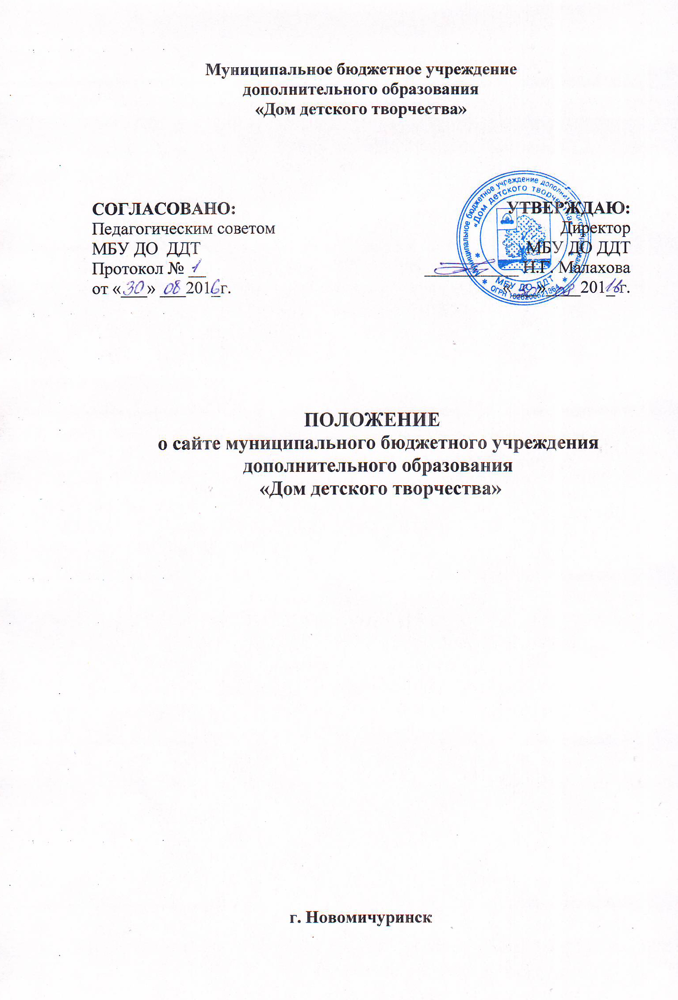 Муниципальное бюджетное учреждение
дополнительного образования
«Дом детского творчества»
СОГЛАСОВАНО:
Педагогическим советом
МБУ ДО ДДТ
Протокол № 1
от «30» 08 2016г.
УТВЕРЖДАЮ:
Директор
МБУ ДО ДДТ
Н.Г. Малахова
«30» 08 20116г.
Муниципальное бюджетное учреждение дополнительного образования
«Дом детского творчества»
МБУ ДО ДДТ
ОГРН
ПОЛОЖЕНИЕ
о сайте муниципального бюджетного учреждения
дополнительного образования
«Дом детского творчества»
г. Новомичуринск